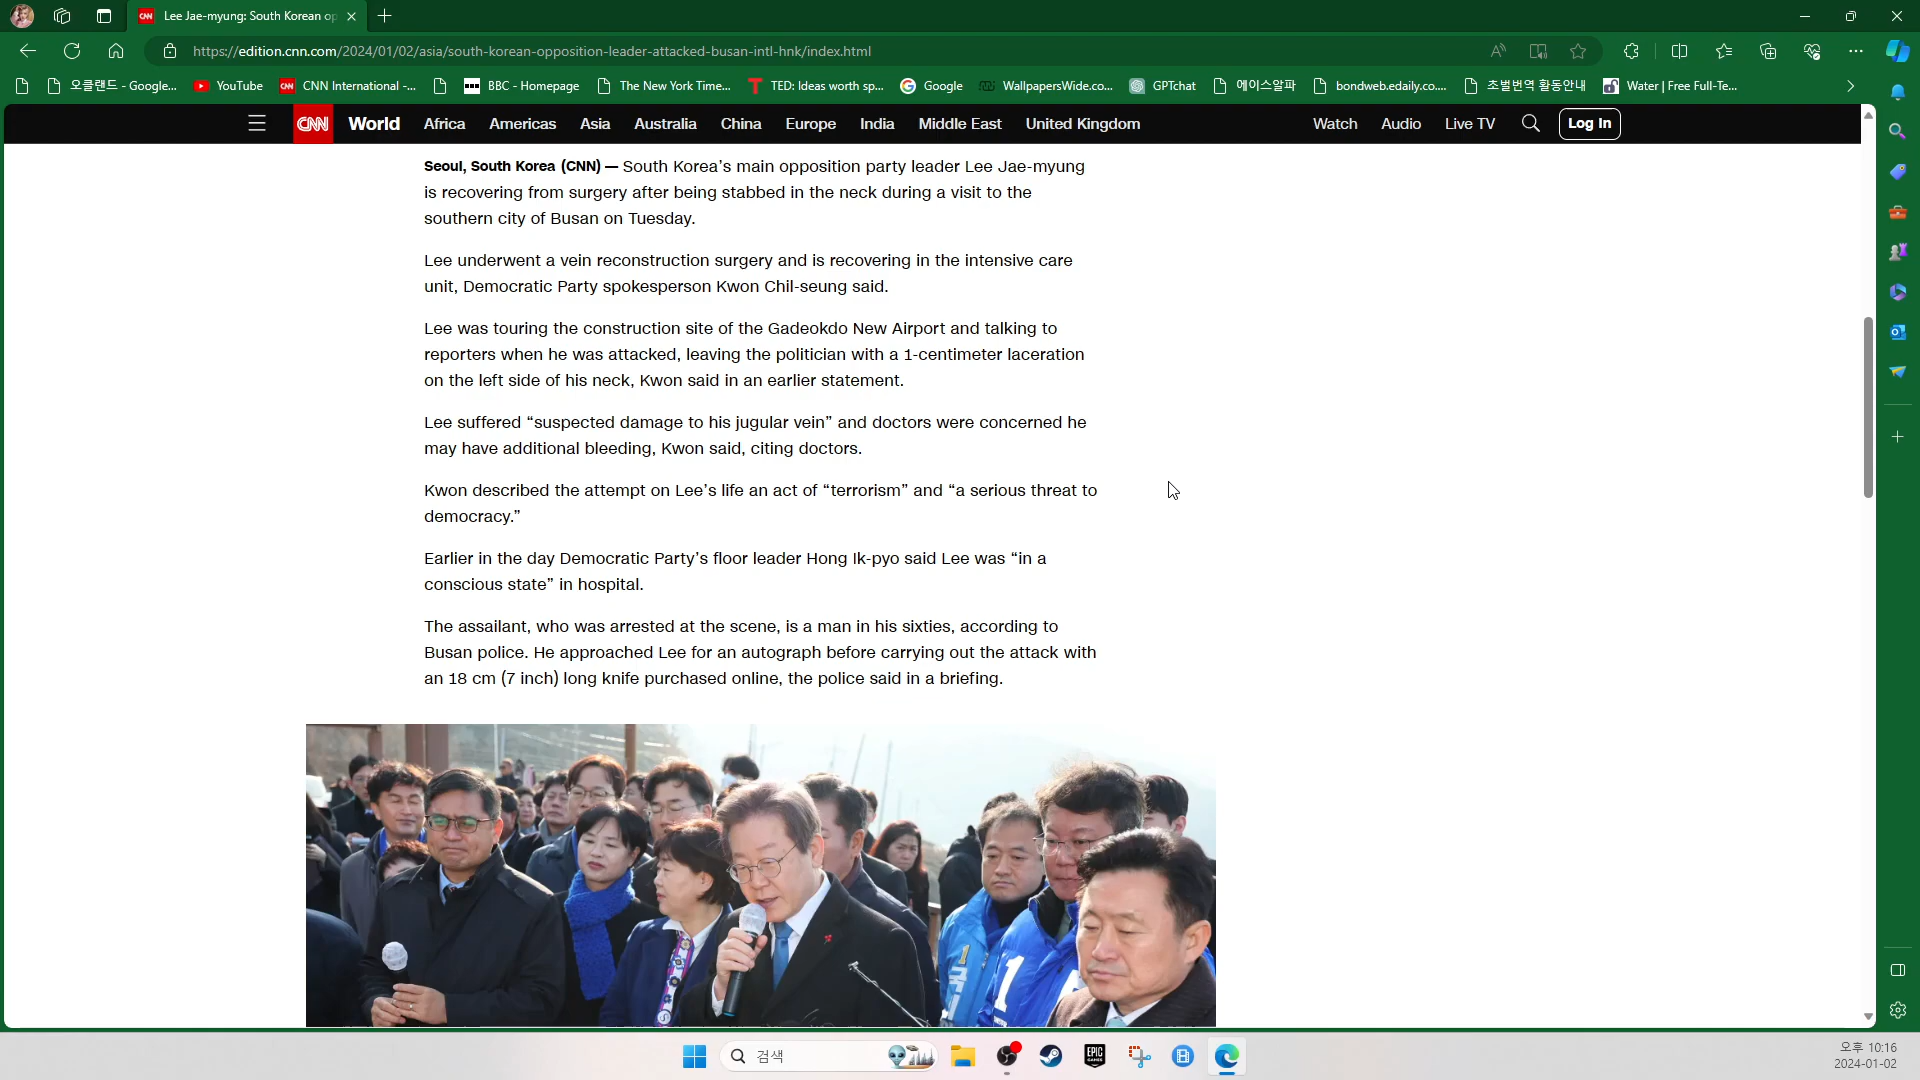 Lee Jae-myung: South Korean op
https://edition.cnn.com/2024/01/02/asia/south-korean-opposition-leader-attacked-busan-intl-hnk/index.html
오클랜드 - Google... YouTube CNN International -... BBC - Homepage The New York Time... TED: Ideas worth sp... Google WallpapersWide.co... GPTchat 에이스알파 bondweb.edaily.co.... 초벌번역 활동안내 Water | Free Full-Te...
CNN World Africa Americas Asia Australia China Europe India Middle East United Kingdom Watch Audio Live TV Log In
Seoul, South Korea (CNN) — South Korea’s main opposition party leader Lee Jae-myung
is recovering from surgery after being stabbed in the neck during a visit to the
southern city of Busan on Tuesday.
Lee underwent a vein reconstruction surgery and is recovering in the intensive care
unit, Democratic Party spokesperson Kwon Chil-seung said.
Lee was touring the construction site of the Gadeokdo New Airport and talking to
reporters when he was attacked, leaving the politician with a 1-centimeter laceration
on the left side of his neck, Kwon said in an earlier statement.
Lee suffered “suspected damage to his jugular vein” and doctors were concerned he
may have additional bleeding, Kwon said, citing doctors.
Kwon described the attempt on Lee’s life an act of “terrorism” and “a serious threat to
democracy.”
Earlier in the day Democratic Party’s floor leader Hong Ik-pyo said Lee was “in a
conscious state” in hospital.
The assailant, who was arrested at the scene, is a man in his sixties, according to
Busan police. He approached Lee for an autograph before carrying out the attack with
an 18 cm (7 inch) long knife purchased online, the police said in a briefing.
1
1
검색
EPIC GAMES
오후 10:16
2024-01-02